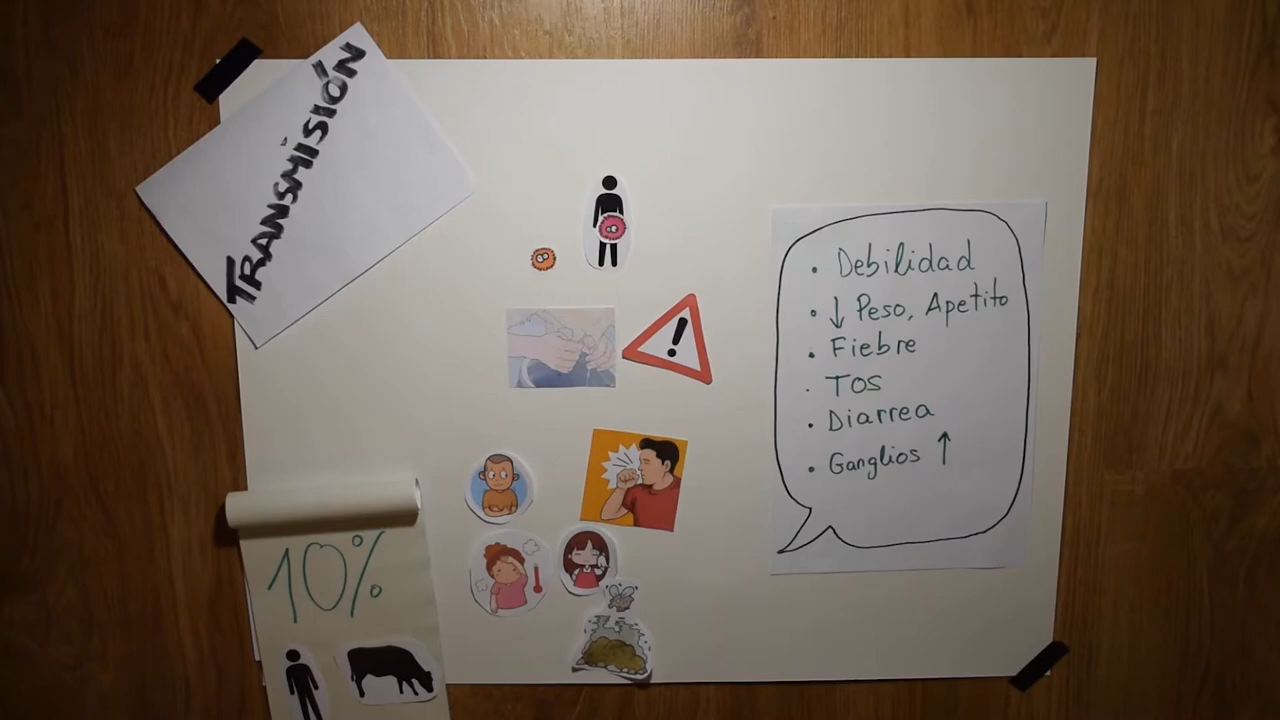 TRANSMISIÓN
• Debilidad
• ↓ Peso, Apetito
• Fiebre
• TOS
• Diarrea
• Ganglios ↑
10%
!